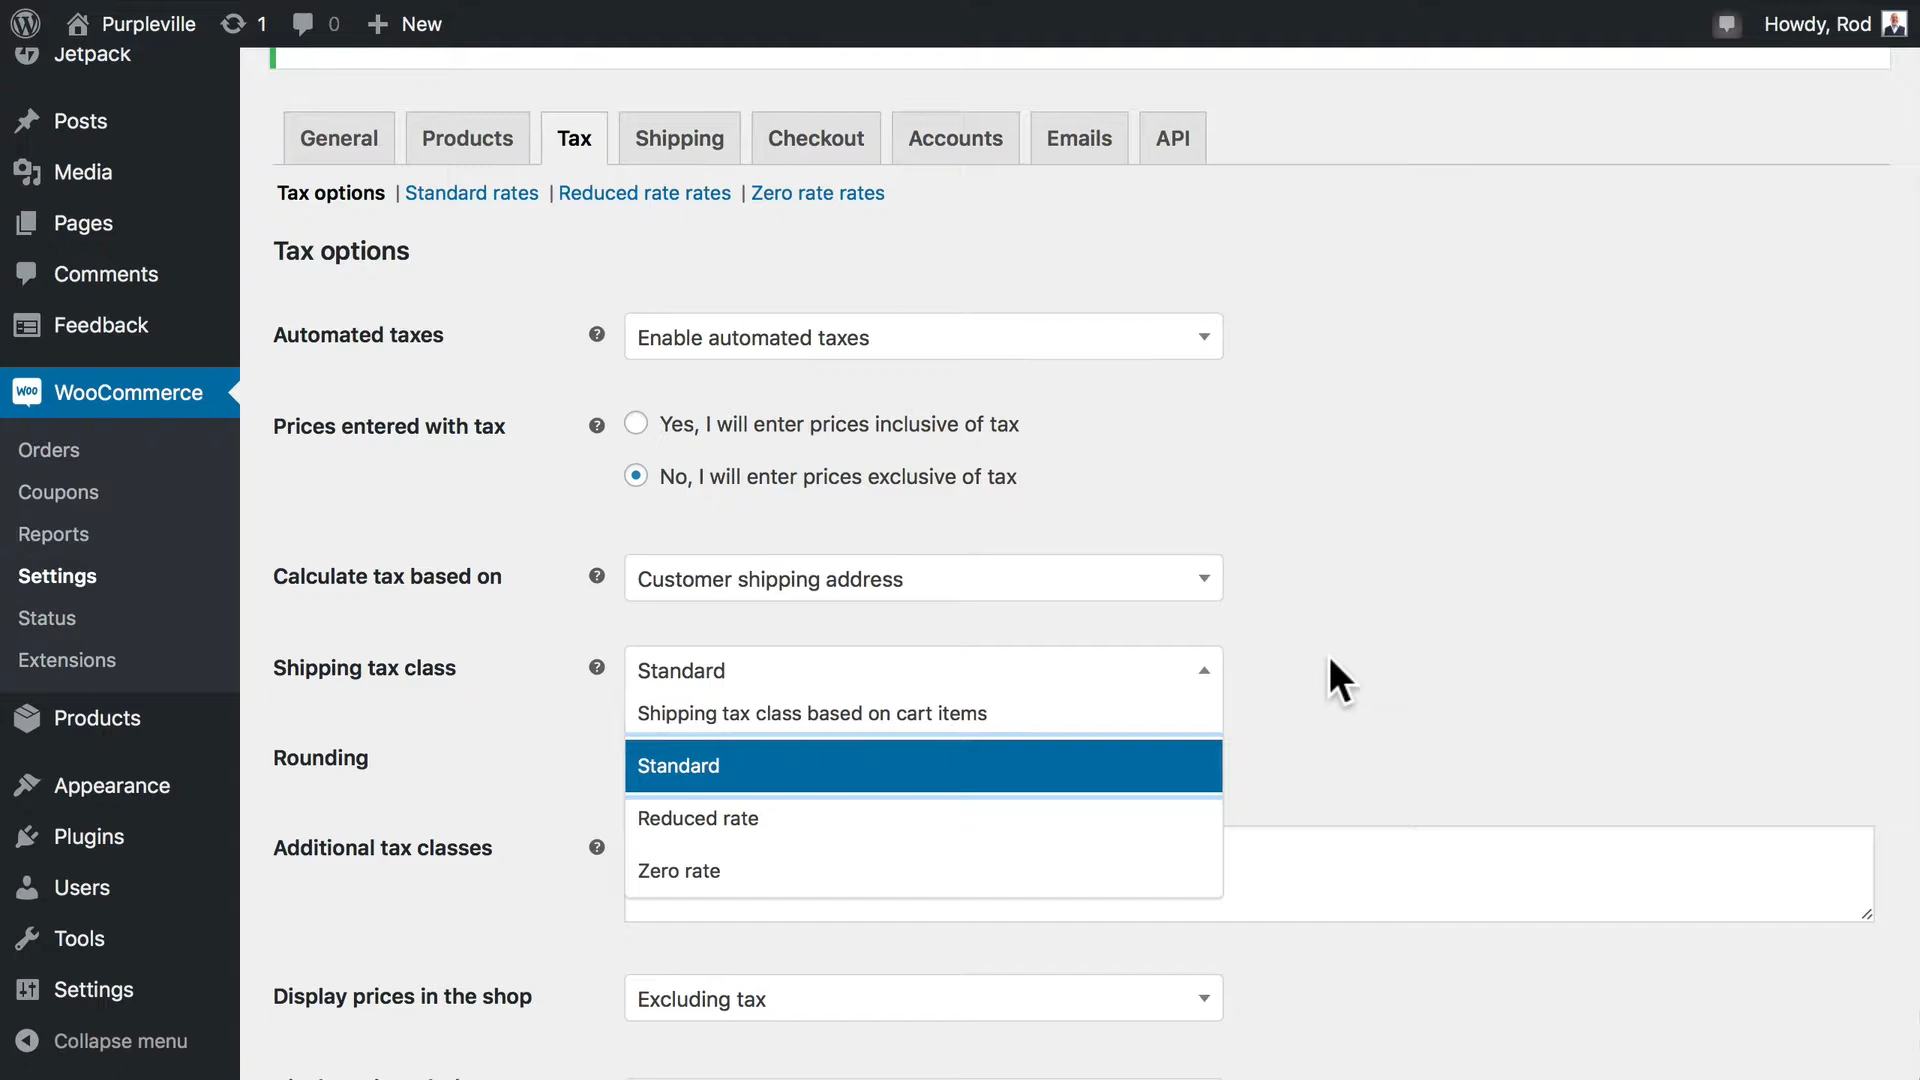 Purpleville 1 0 New Howdy, Rod
Jetpack
Posts
Media
Pages
Comments
Feedback
WOO WooCommerce
Orders
Coupons
Reports
Settings
Status
Extensions
Products
Appearance
Plugins
Users
Tools
Settings
Collapse menu
General Products Tax Shipping Checkout Accounts Emails API
Tax options | Standard rates | Reduced rate rates | Zero rate rates
Tax options
Automated taxes ? Enable automated taxes
Prices entered with tax ? Yes, I will enter prices inclusive of tax
No, I will enter prices exclusive of tax
Calculate tax based on ? Customer shipping address
Shipping tax class ? Standard
Shipping tax class based on cart items
Standard
Reduced rate
Zero rate
Rounding
Additional tax classes ?
Display prices in the shop Excluding tax